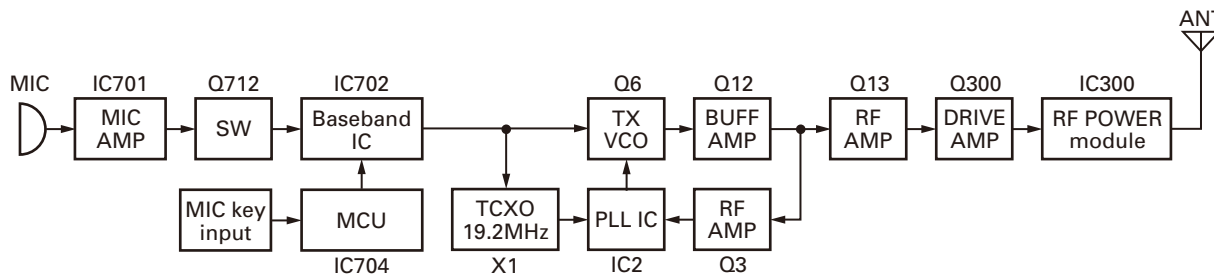 ANT
MIC
IC701
Q712
IC702
Q6
Q12
Q13
Q300
IC300
MIC
AMP
SW
Baseband
IC
TX
VCO
BUFF
AMP
RF
AMP
DRIVE
AMP
RF POWER
module
MIC key
input
MCU
TCXO
19.2MHz
PLL IC
RF
AMP
IC704
X1
IC2
Q3